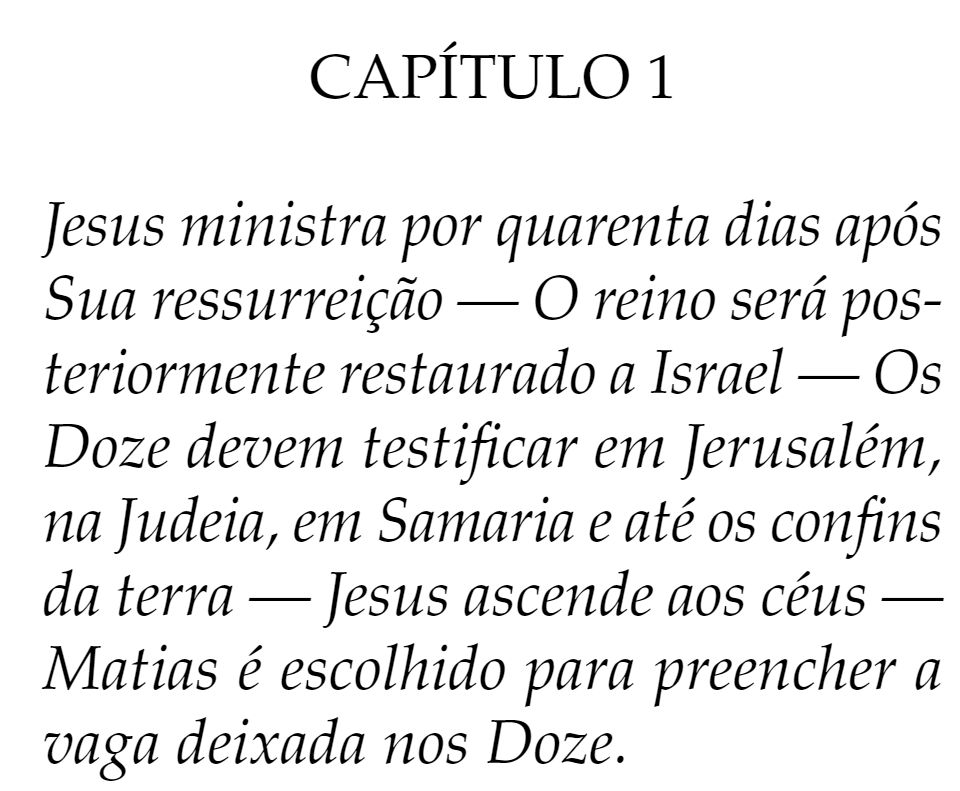 CAPÍTULO 1
Jesus ministra por quarenta dias após
Sua ressurreição — O reino será pos-
teriormente restaurado a Israel — Os
Doze devem testificar em Jerusalém,
na Judeia, em Samaria e até os confins
da terra — Jesus ascende aos céus —
Matias é escolhido para preencher a
vaga deixada nos Doze.